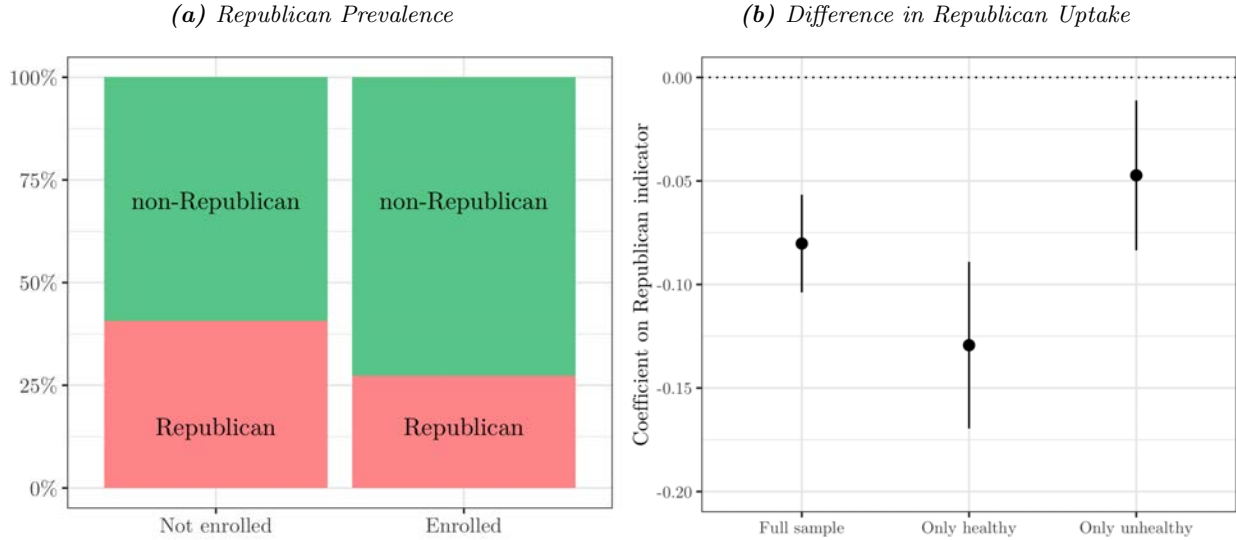 (a) Republican Prevalence
100%
75%
50%
25%
0%
non-Republican
non-Republican
Republican
Republican
Not enrolled
Enrolled
(b) Difference in Republican Uptake
Coefficient on Republican indicator
0.00
-0.05
-0.10
-0.15
-0.20
Full sample
Only healthy
Only unhealthy